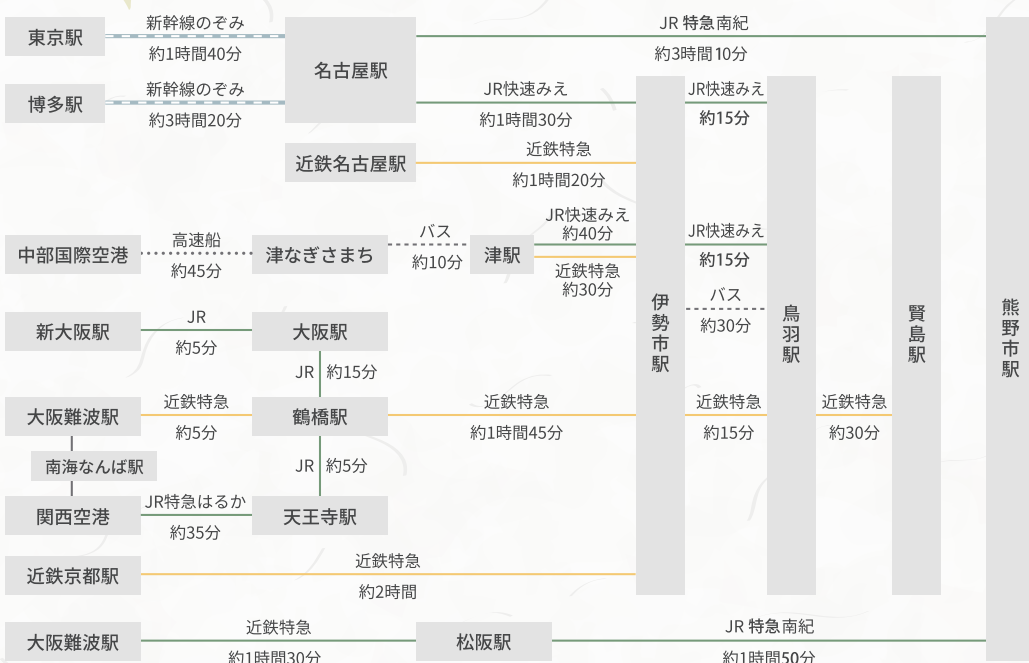 東京駅
新幹線のぞみ
約1時間40分
名古屋駅
JR 特急南紀
約3時間10分
博多駅
新幹線のぞみ
約3時間20分
JR快速みえ
約1時間30分
JR快速みえ
約15分
近鉄名古屋駅
近鉄特急
約1時間20分
中部国際空港
高速船
約45分
津なぎさまち
バス
約10分
津駅
JR快速みえ
約40分
近鉄特急
約30分
JR快速みえ
約15分
バス
約30分
伊勢市駅
鳥羽駅
賢島駅
熊野市駅
新大阪駅
JR
約5分
大阪駅
JR 約15分
大阪難波駅
近鉄特急
約5分
鶴橋駅
近鉄特急
約1時間45分
近鉄特急
約15分
近鉄特急
約30分
南海なんば駅
JR 約5分
関西空港
JR特急はるか
約35分
天王寺駅
近鉄京都駅
近鉄特急
約2時間
大阪難波駅
近鉄特急
約1時間30分
松阪駅
JR 特急南紀
約1時間50分